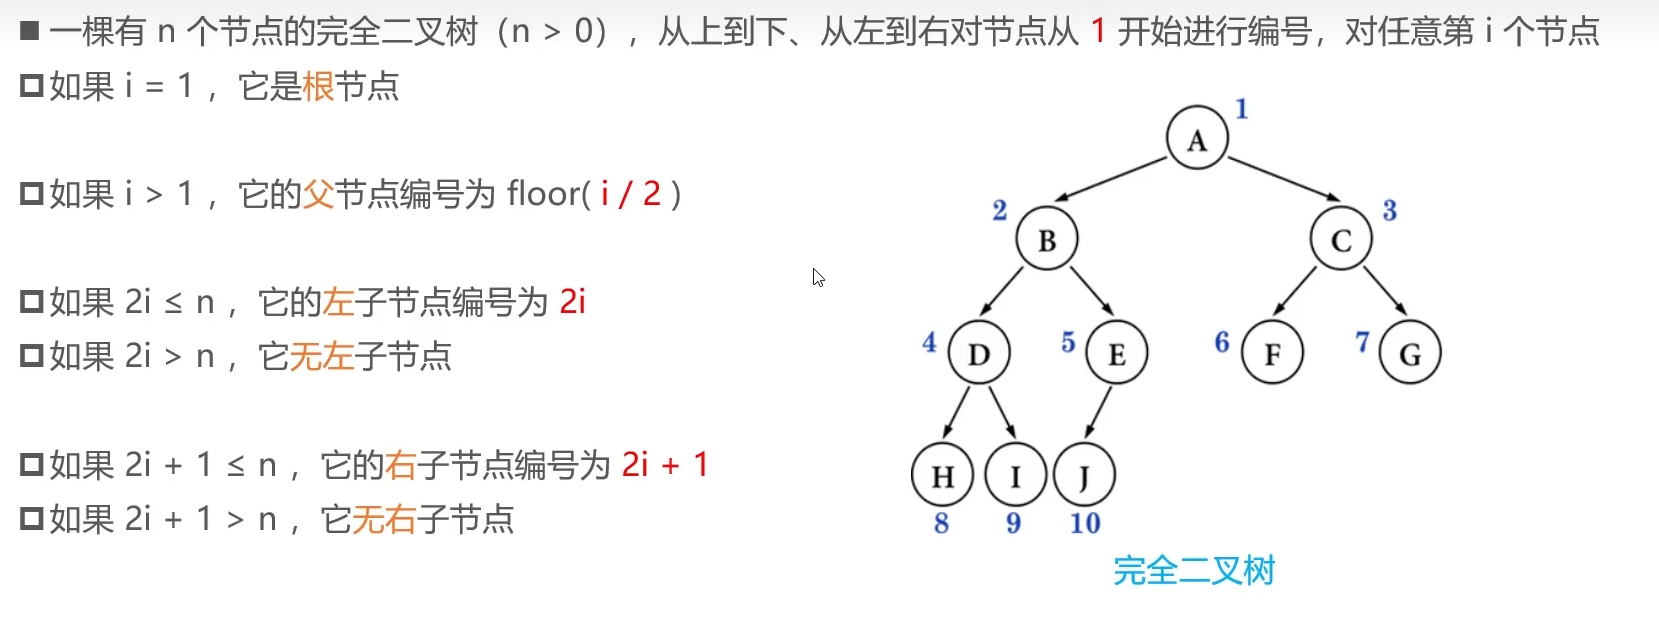 ■ 一棵有 n 个节点的完全二叉树（n > 0），从上到下、从左到右对节点从 1 开始进行编号，对任意第 i 个节点
如果 i = 1 ，它是根节点
如果 i > 1 ，它的父节点编号为 floor( i / 2 )
如果 2i ≤ n ，它的左子节点编号为 2i
如果 2i > n ，它无左子节点
如果 2i + 1 ≤ n ，它的右子节点编号为 2i + 1
如果 2i + 1 > n ，它无右子节点
A 1
2 B C 3
4 D 5 E 6 F 7 G
H I J
8 9 10
完全二叉树